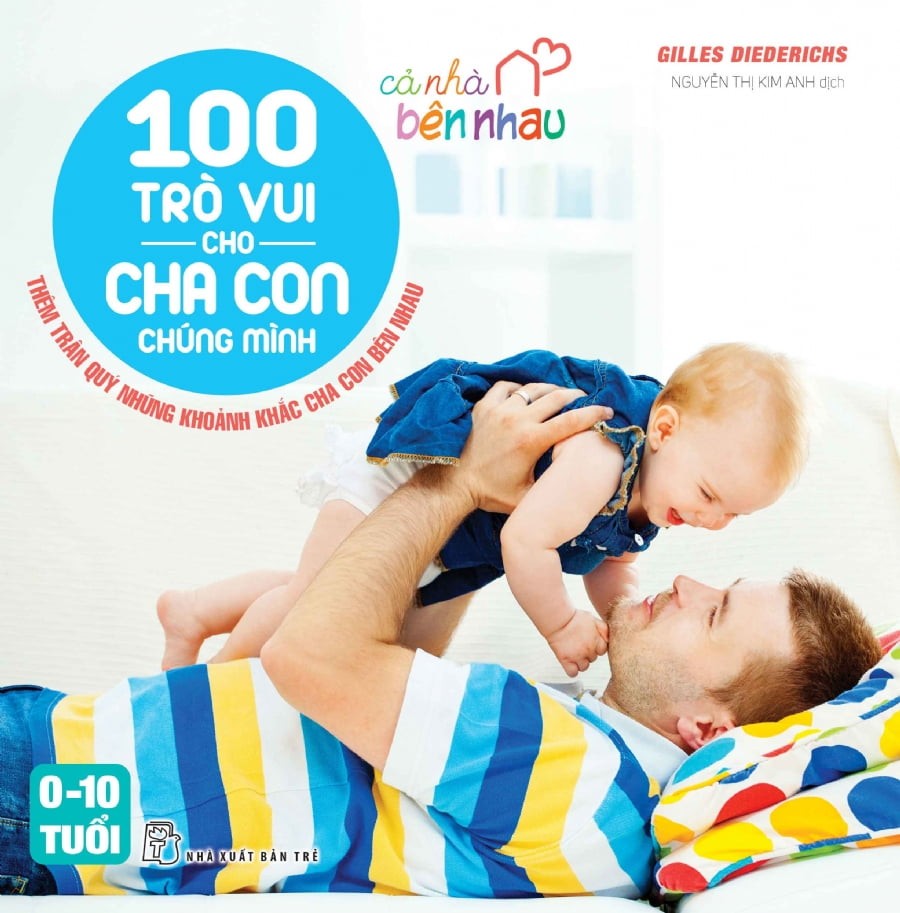 cả nhà
bên nhau
GILLES DIEDERICHS
NGUYỄN THỊ KIM ANH dịch
100
TRÒ VUI
CHO
CHA CON
CHÚNG MÌNH
THÊM TRÂN QUÝ NHỮNG KHOẢNH KHẮC CHA CON BÊN NHAU
0-10
TUỔI
NHÀ XUẤT BẢN TRẺ